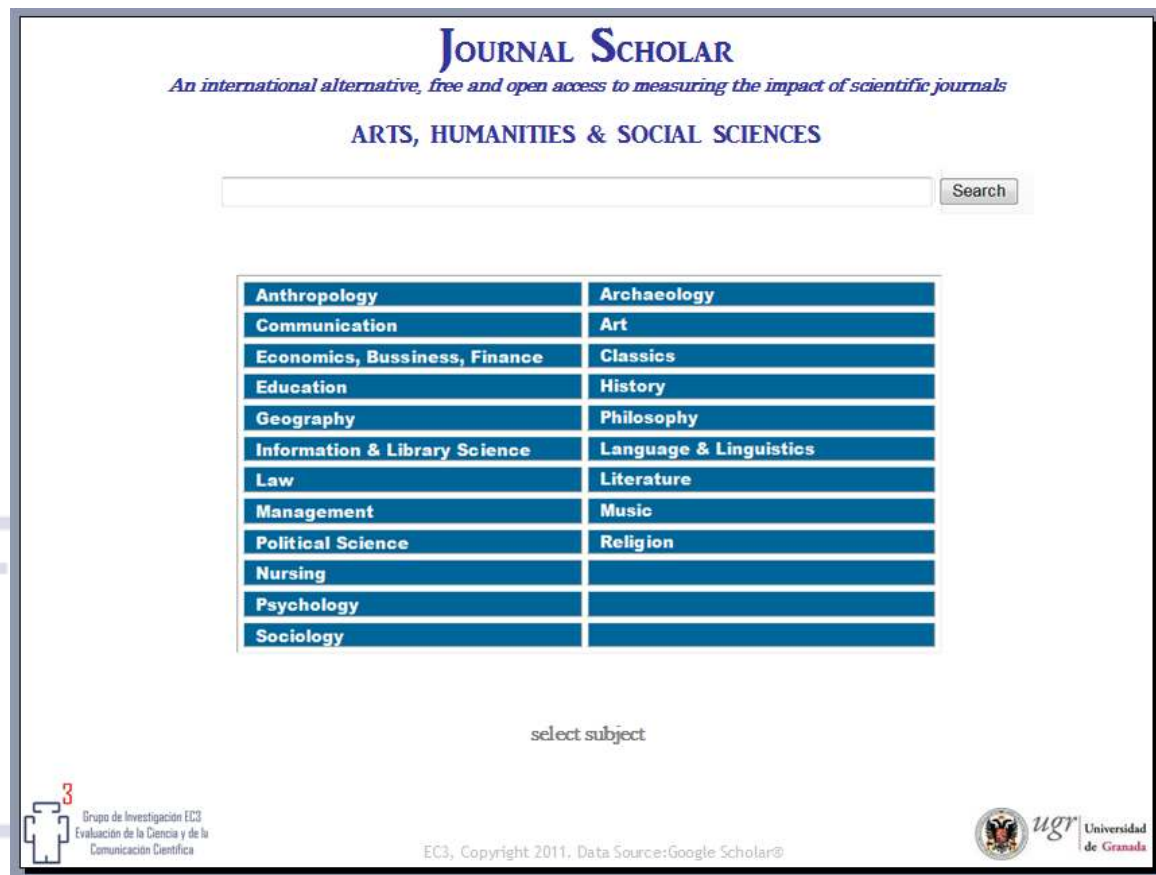 JOURNAL SCHOLAR
An international alternative, free and open access to measuring the impact of scientific journals
ARTS, HUMANITIES & SOCIAL SCIENCES
Search
Anthropology
Archaeology
Communication
Art
Economics, Bussiness, Finance
Classics
Education
History
Geography
Philosophy
Information & Library Science
Language & Linguistics
Law
Literature
Management
Music
Political Science
Religion
Nursing
Psychology
Sociology
select subject
3
Grupo de Investigación EC3
Evaluación de la Ciencia y de la
Comunicación Científica
EC3, Copyright 2011. Data Source:Google Scholar®
ugr Universidad
de Granada